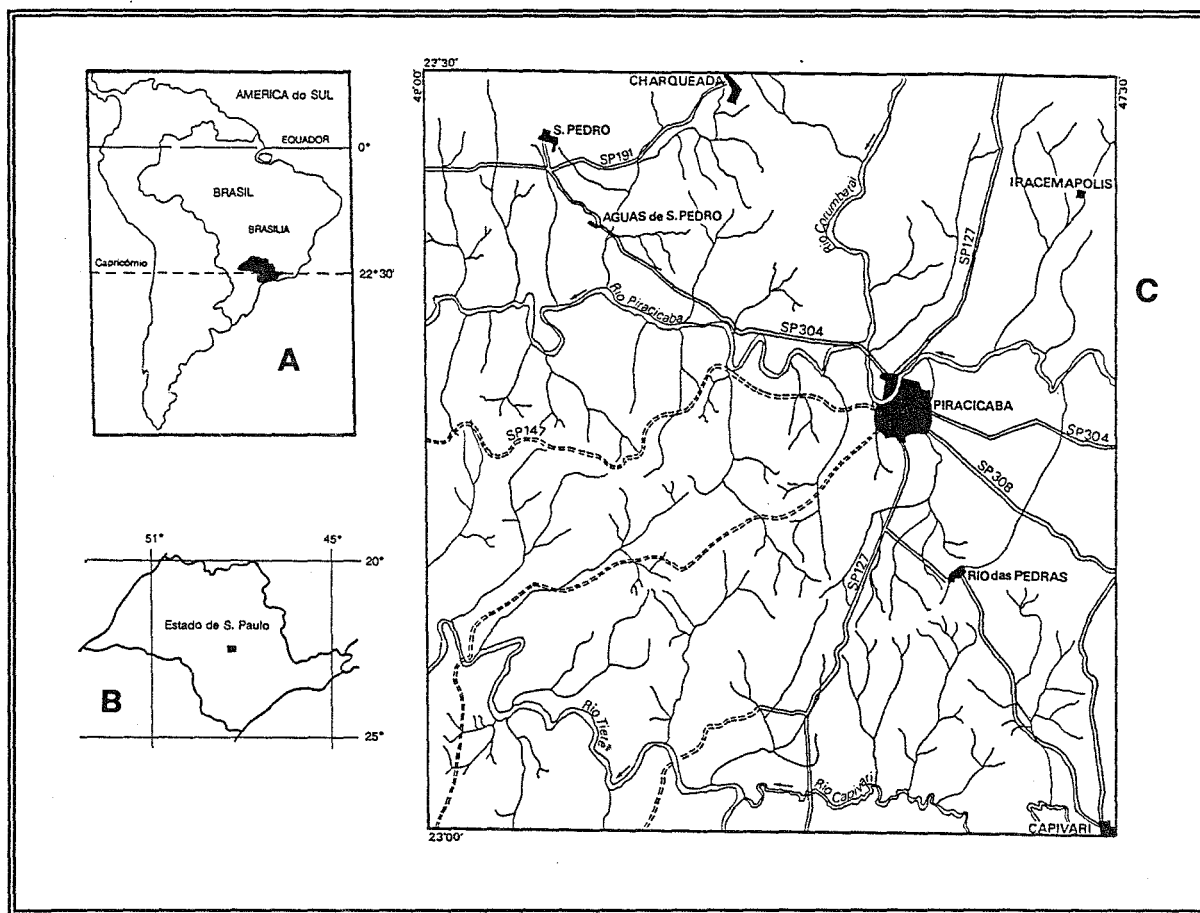 AMERICA do SUL
EQUADOR
0°
BRASIL
BRASILIA
Capricórnio
22°30'
A
51°
45°
20°
Estado de S. Paulo
B
25°
23°30'
48°00'
47°30'
CHARQUEADA
S. PEDRO
SP191
IRACEMAPOLIS
AGUAS de S. PEDRO
Rio Corumbataí
SP127
C
Rio Piracicaba
SP304
PIRACICABA
SP304
SP147
SP308
SP127
RIO das PEDRAS
Rio Tietê
Rio Capivari
CAPIVARI
23°00'